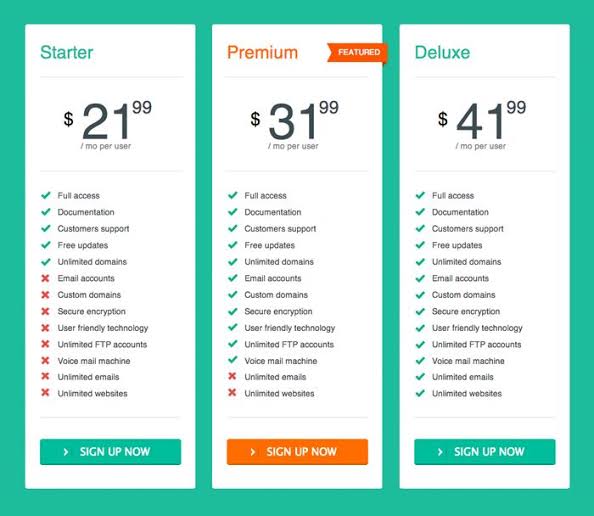 Starter
$ 21 99
/ mo per user
Full access
Documentation
Customers support
Free updates
Unlimited domains
Email accounts
Custom domains
Secure encryption
User friendly technology
Unlimited FTP accounts
Voice mail machine
Unlimited emails
Unlimited websites
SIGN UP NOW
Premium
FEATURED
$ 31 99
/ mo per user
Full access
Documentation
Customers support
Free updates
Unlimited domains
Email accounts
Custom domains
Secure encryption
User friendly technology
Unlimited FTP accounts
Voice mail machine
Unlimited emails
Unlimited websites
SIGN UP NOW
Deluxe
$ 41 99
/ mo per user
Full access
Documentation
Customers support
Free updates
Unlimited domains
Email accounts
Custom domains
Secure encryption
User friendly technology
Unlimited FTP accounts
Voice mail machine
Unlimited emails
Unlimited websites
SIGN UP NOW